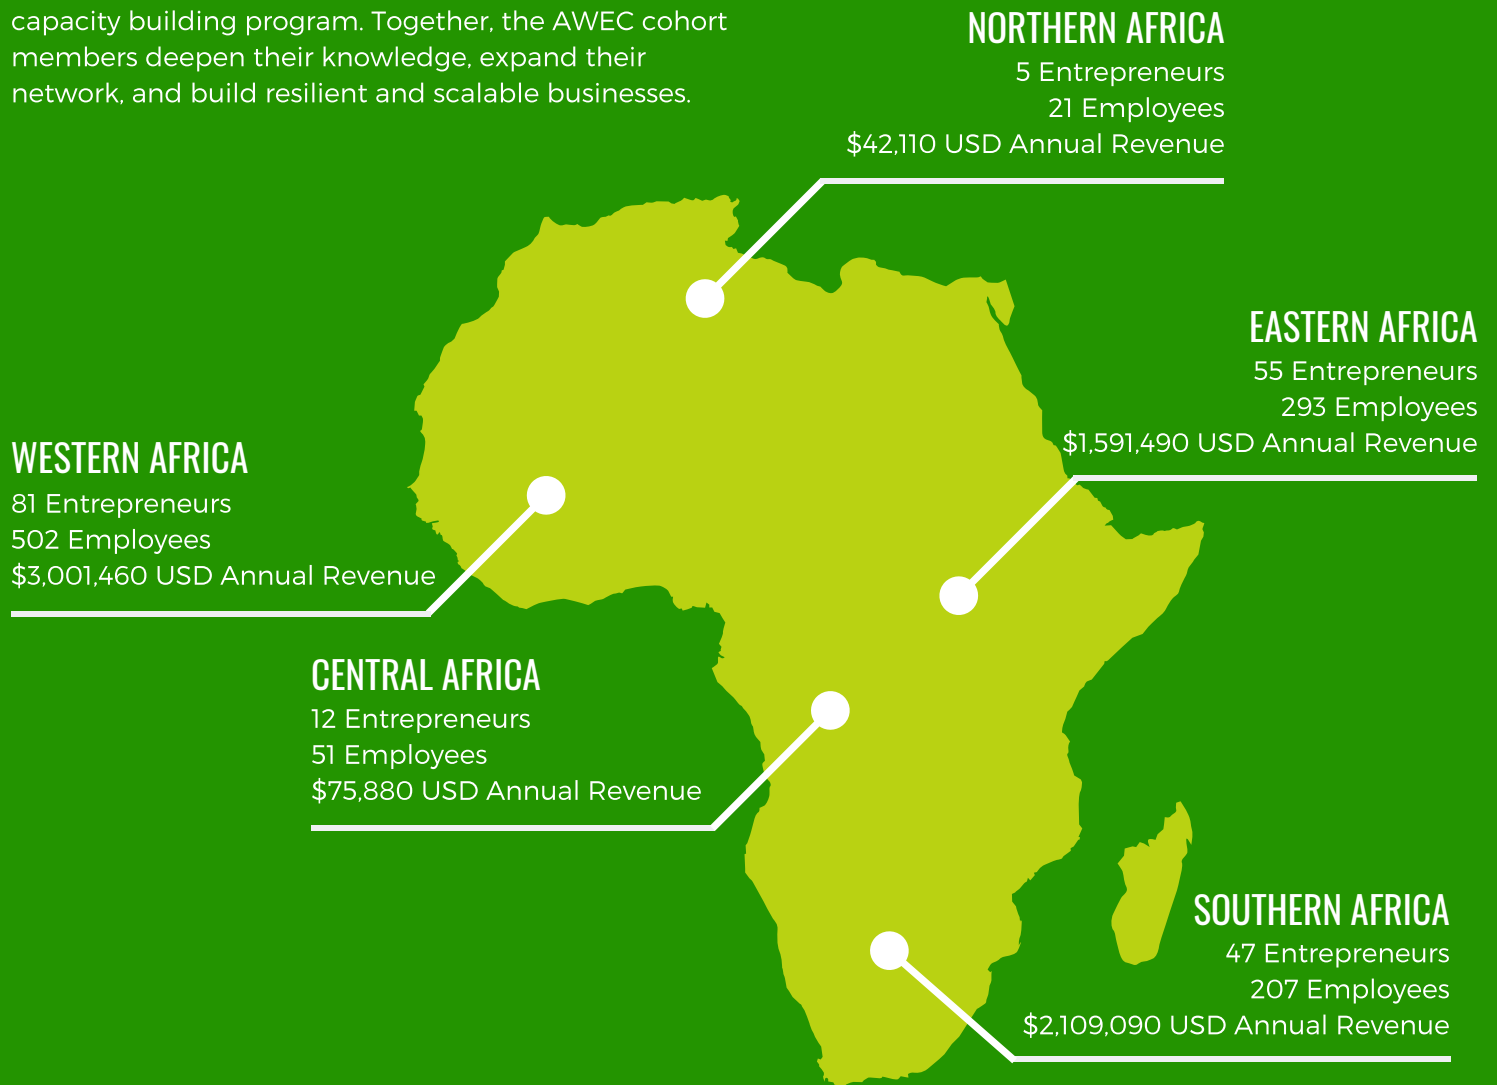 capacity building program. Together, the AWEC cohort
members deepen their knowledge, expand their
network, and build resilient and scalable businesses.
NORTHERN AFRICA
5 Entrepreneurs
21 Employees
$42,110 USD Annual Revenue
EASTERN AFRICA
55 Entrepreneurs
293 Employees
$1,591,490 USD Annual Revenue
WESTERN AFRICA
81 Entrepreneurs
502 Employees
$3,001,460 USD Annual Revenue
CENTRAL AFRICA
12 Entrepreneurs
51 Employees
$75,880 USD Annual Revenue
SOUTHERN AFRICA
47 Entrepreneurs
207 Employees
$2,109,090 USD Annual Revenue